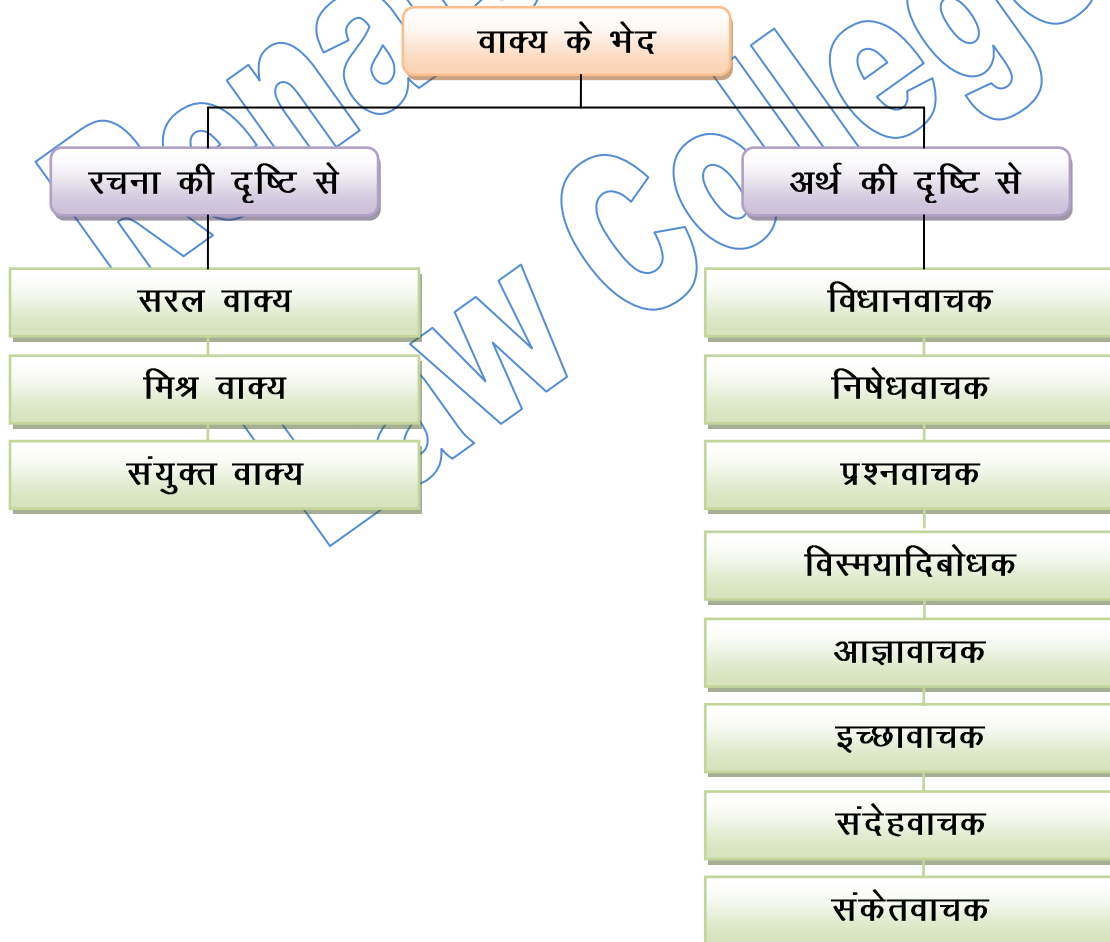 वाक्य के भेद
रचना की दृष्टि से
सरल वाक्य
मिश्र वाक्य
संयुक्त वाक्य
अर्थ की दृष्टि से
विधानवाचक
निषेधवाचक
प्रश्नवाचक
विस्मयादिबोधक
आज्ञावाचक
इच्छावाचक
संदेहवाचक
संकेतवाचक
Law College